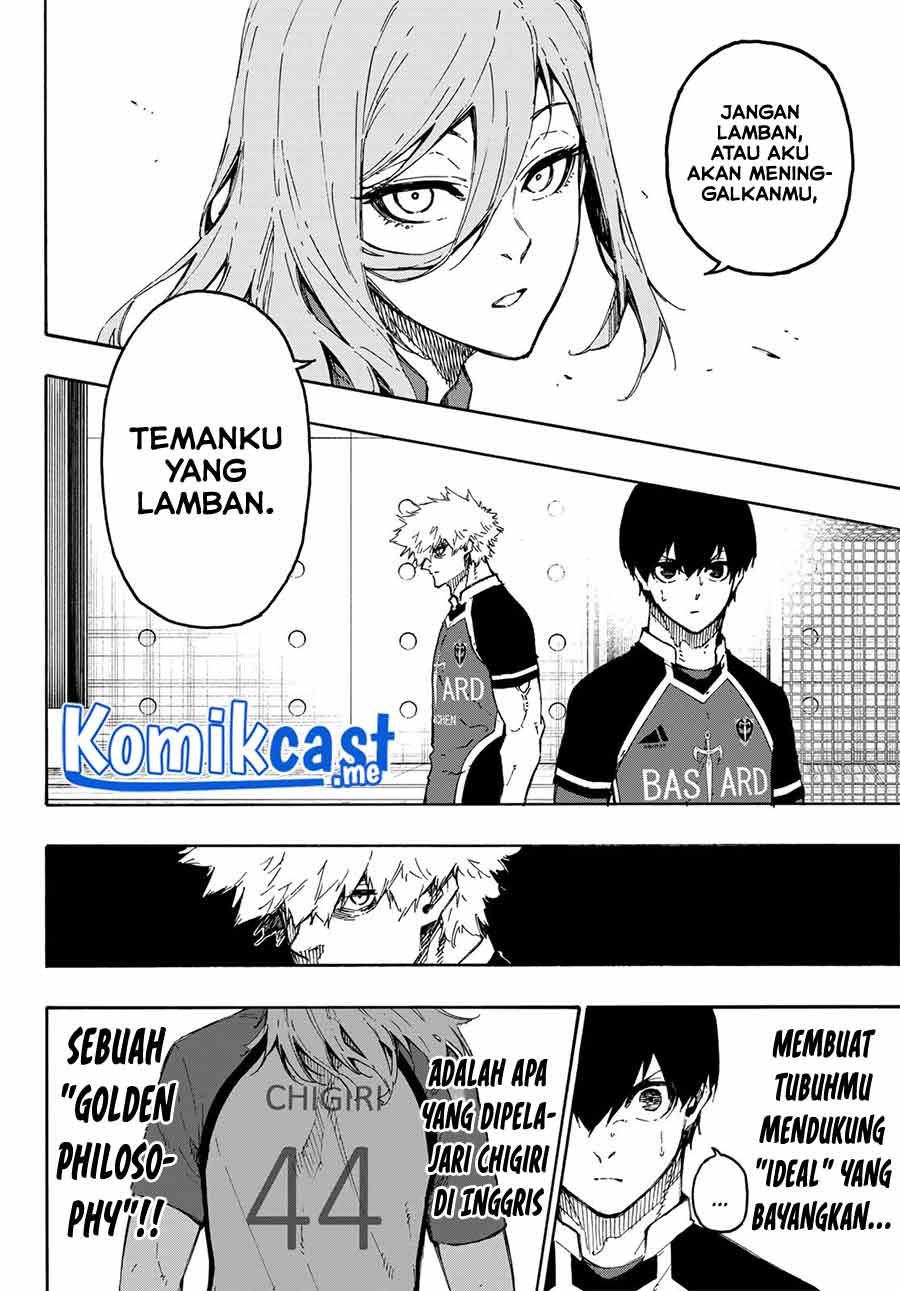 JANGAN
LAMBAN,
ATAU AKU
AKAN MENING-
GALKANMU,
TEMANKU
YANG
LAMBAN.
ARD
CHEN
BASTARD
Komikcast
.me
MEMBUAT
TUBUHMU
MENDUKUNG
"IDEAL" YANG
BAYANGKAN...
...
ADALAH APA
YANG DIPELA-
JARI CHIGIRI
DI INGGRIS
CHIGIRI
44
SEBUAH
"GOLDEN
PHILOSO-
PHY"!!